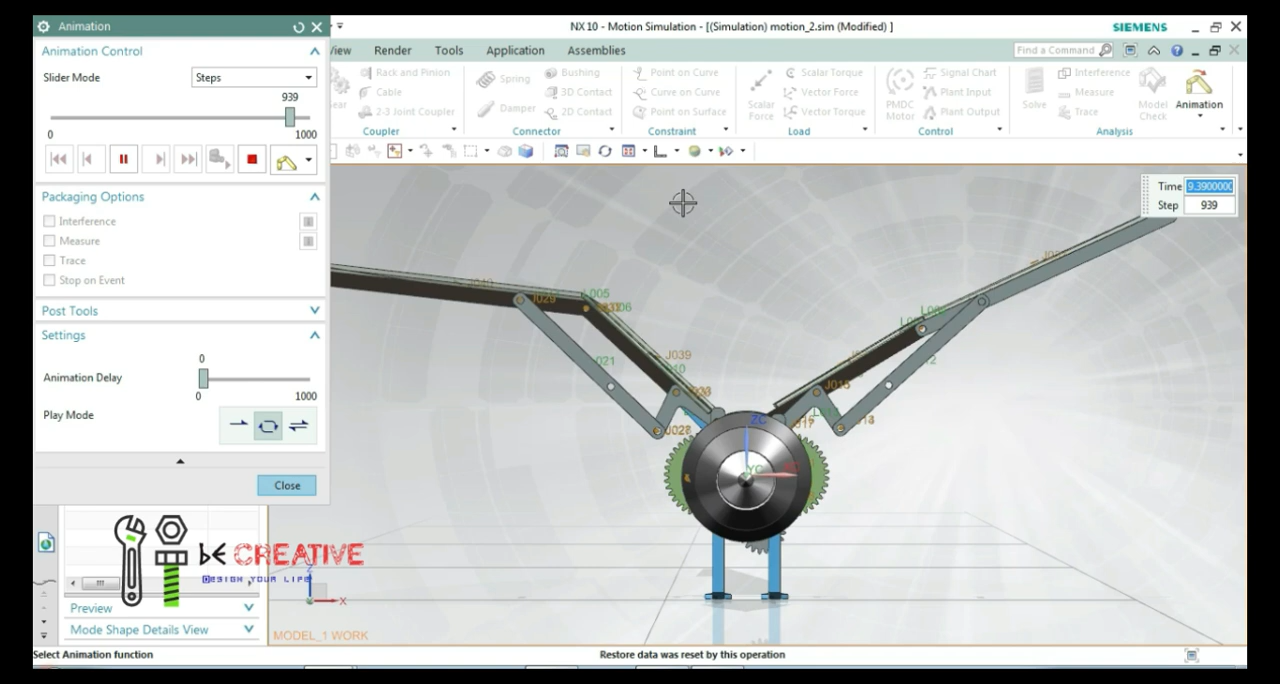 Animation
NX 10 - Motion Simulation - [(Simulation) motion_2.sim (Modified) ]
SIEMENS
View Render Tools Application Assemblies
Find a Command
Animation Control
Slider Mode
Steps
939
0
1000
Rack and Pinion
Cable
2-3 Joint Coupler
Coupler
Spring
Damper
Bushing
3D Contact
2D Contact
Connector
Point on Curve
Curve on Curve
Point on Surface
Constraint
Scalar Force
Scalar Torque
Vector Force
Vector Torque
Load
PMDC Motor
Signal Chart
Plant Input
Plant Output
Control
Solve
Interference
Measure
Trace
Model Check
Animation
Analysis
Packaging Options
Interference
Measure
Trace
Stop on Event
Post Tools
Settings
0
Animation Delay
0
1000
Play Mode
Close
Time 9.3900000
Step 939
L005
J029
J039
021
J018
ZC
YC
bE CREATIVE
DESIGN YOUR LIFE
Z
X
Preview
Mode Shape Details View
MODEL_1 WORK
Select Animation function
Restore data was reset by this operation